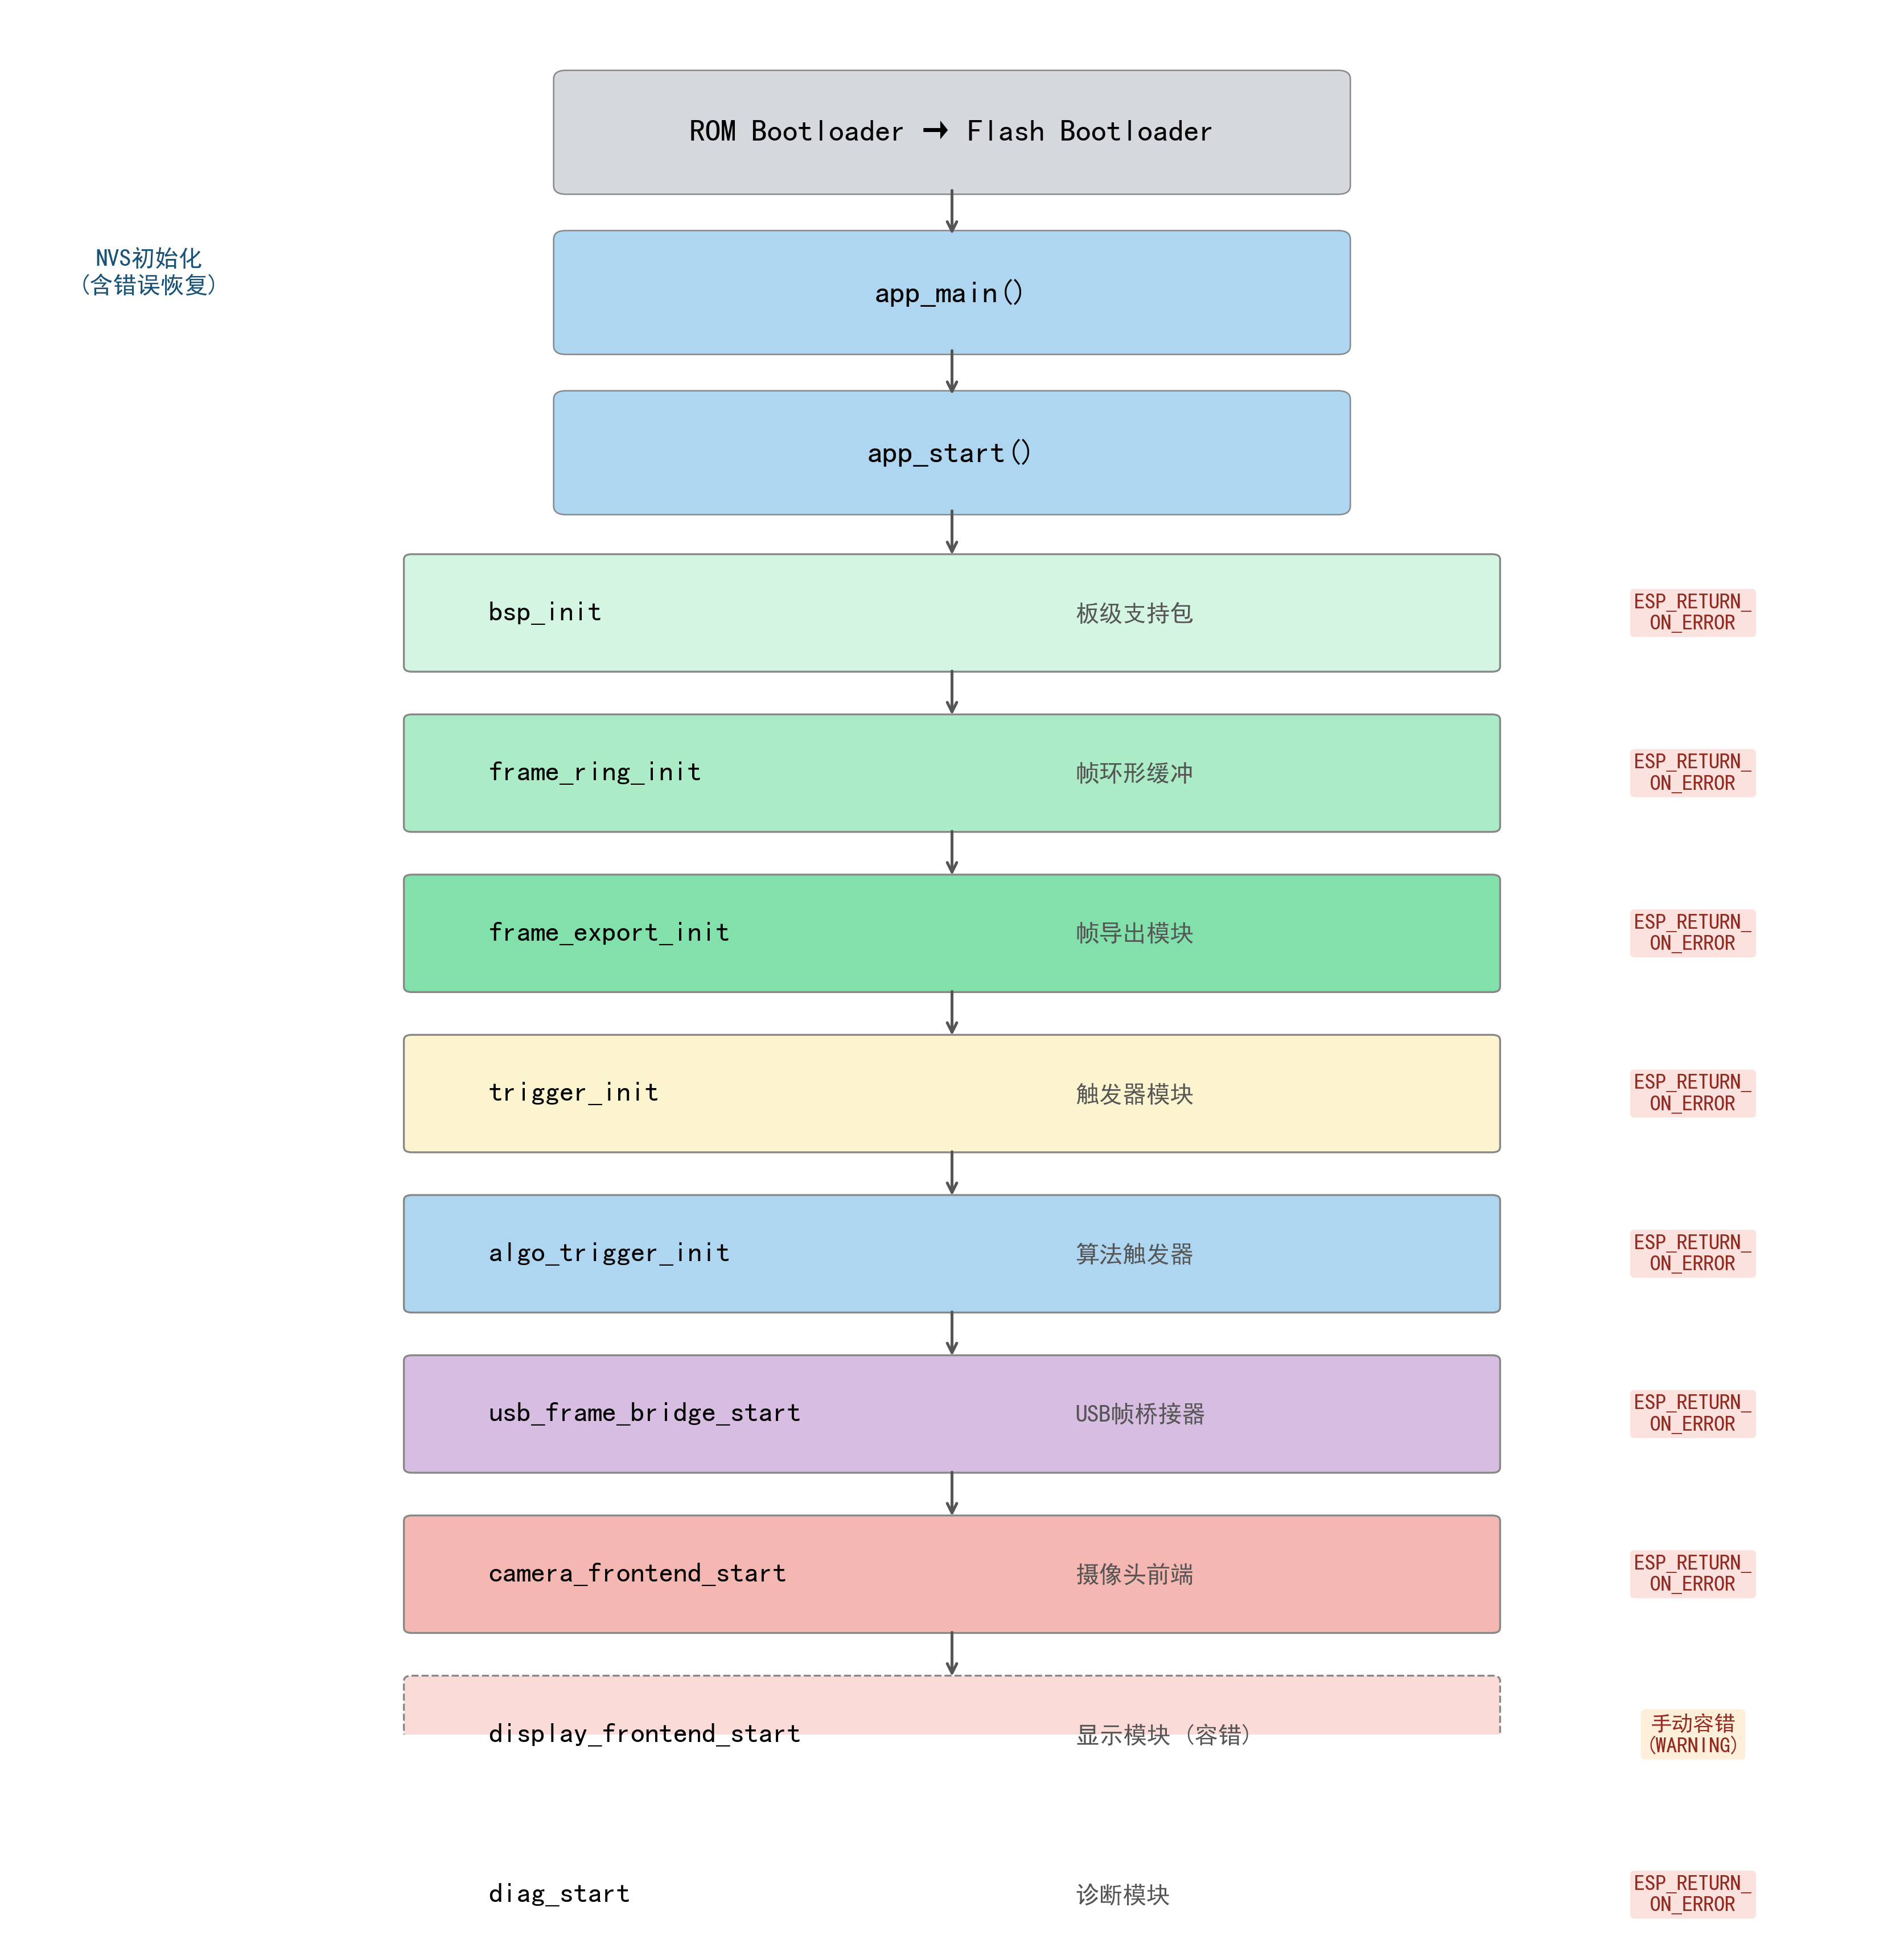 ROM Bootloader → Flash Bootloader
NVS初始化
(含错误恢复)
app_main()
app_start()
bsp_init
板级支持包
ESP_RETURN_
ON_ERROR
frame_ring_init
帧环形缓冲
ESP_RETURN_
ON_ERROR
frame_export_init
帧导出模块
ESP_RETURN_
ON_ERROR
trigger_init
触发器模块
ESP_RETURN_
ON_ERROR
algo_trigger_init
算法触发器
ESP_RETURN_
ON_ERROR
usb_frame_bridge_start
USB帧桥接器
ESP_RETURN_
ON_ERROR
camera_frontend_start
摄像头前端
ESP_RETURN_
ON_ERROR
display_frontend_start
显示模块 (容错)
手动容错
(WARNING)
diag_start
诊断模块
ESP_RETURN_
ON_ERROR